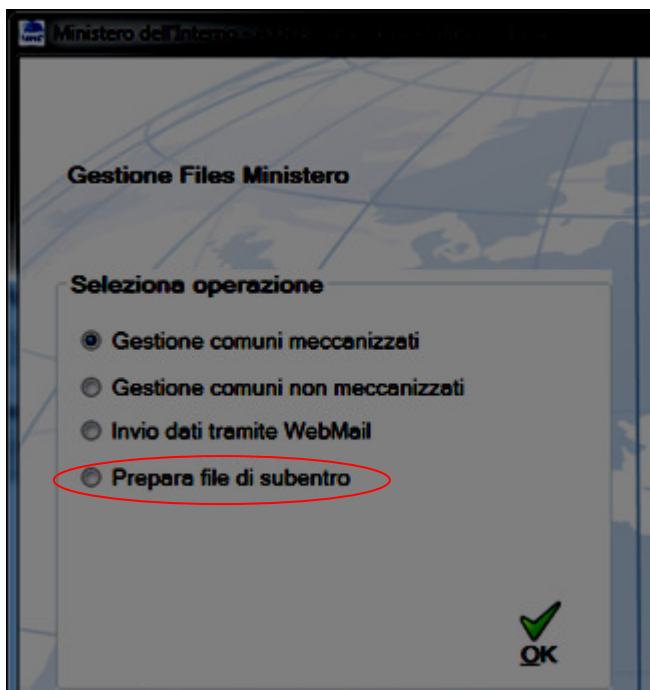 Ministero dell'Interno -
Gestione Files Ministero
Seleziona operazione
Gestione comuni meccanizzati
Gestione comuni non meccanizzati
Invio dati tramite WebMail
Prepara file di subentro
OK